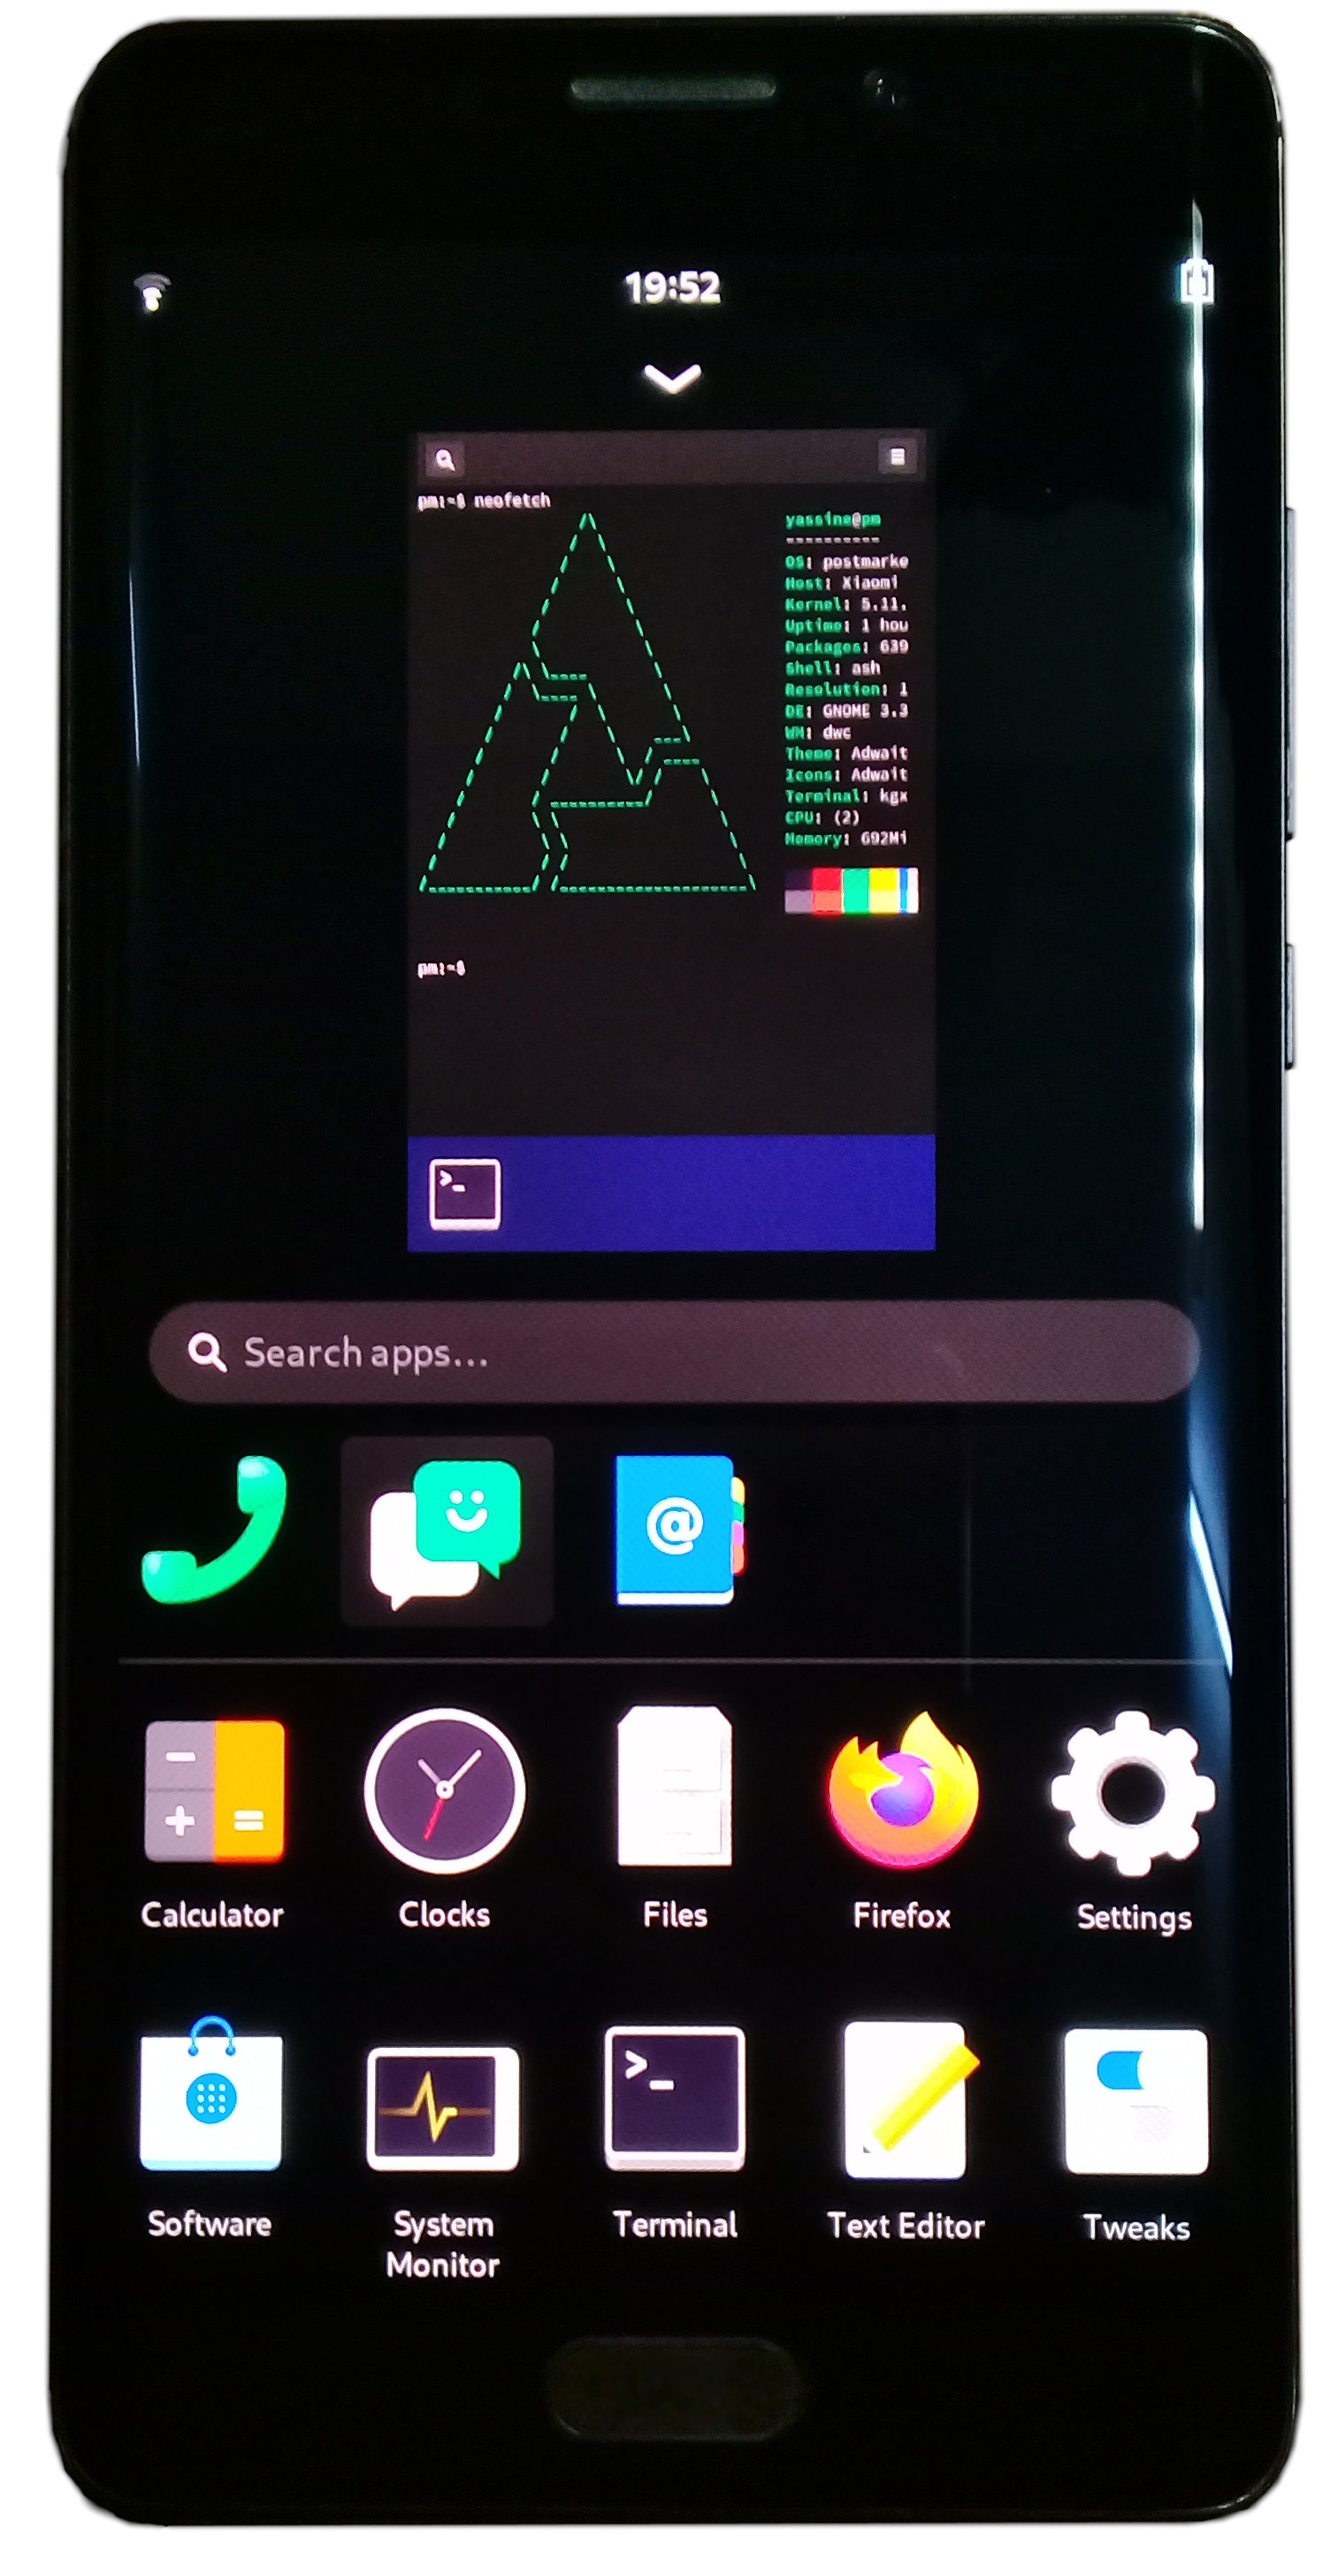 19:52
pm:~$ neofetch
yassine@pm
----------
OS: postmarke
Host: Xiaomi
Kernel: 5.11.
Uptime: 1 hou
Packages: 639
Shell: ash
Resolution: 1
DE: GNOME 3.3
WM: dwc
Theme: Adwait
Icons: Adwait
Terminal: kgx
CPU: (2)
Memory: 692Mi
pm:~$
>_
Search apps...
@
Calculator
Clocks
Files
Firefox
Settings
>_
Software
System
Monitor
Terminal
Text Editor
Tweaks